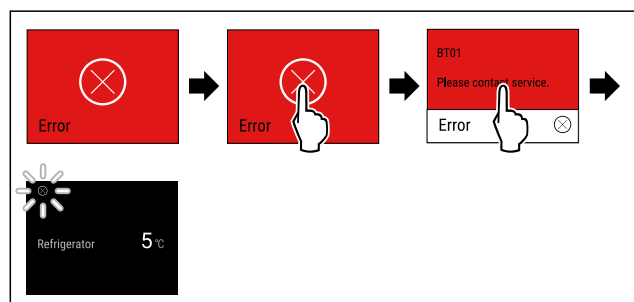 Error
Error
BT01
Please contact service.
Error
Refrigerator 5 °C